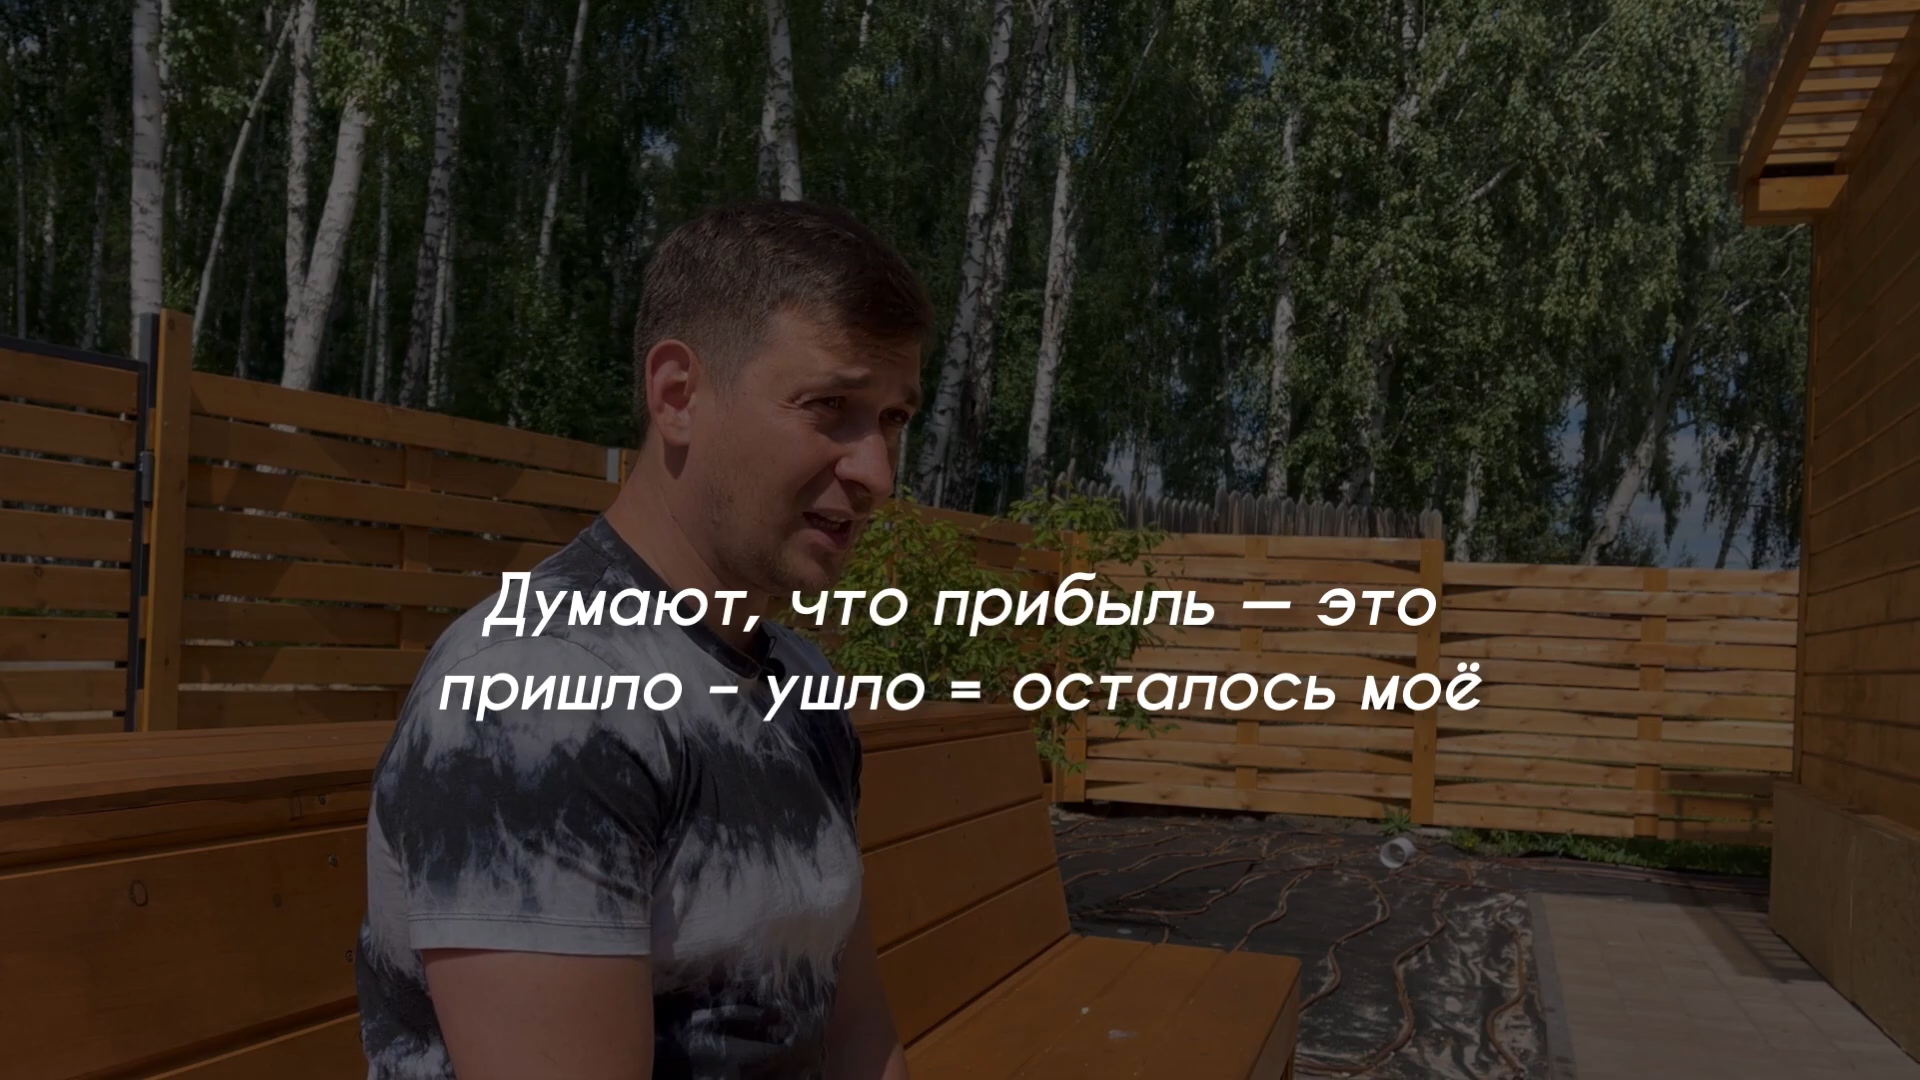 Думают, что прибыль — это
пришло – ушло = осталось моё